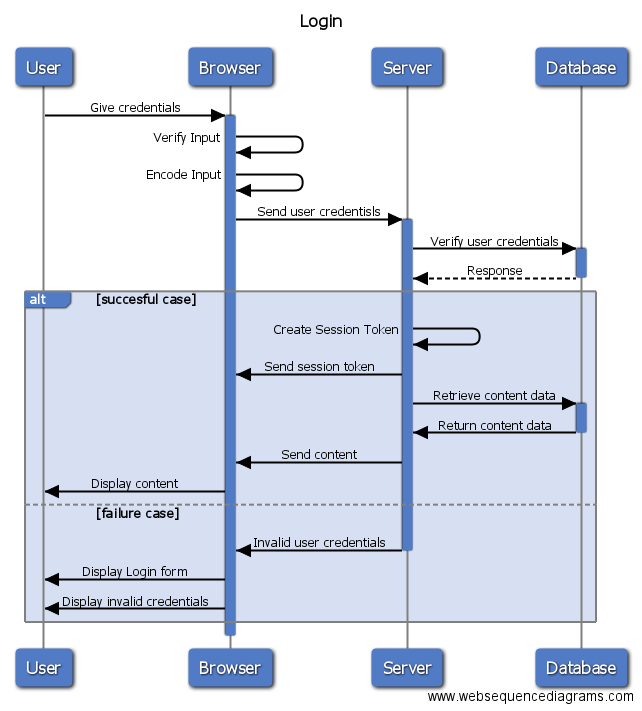 Login
User
Browser
Server
Database
Give credentials
Verify Input
Encode Input
Send user credentisls
Verify user credentials
Response
alt
[succesful case]
Create Session Token
Send session token
Retrieve content data
Return content data
Send content
Display content
[failure case]
Invalid user credentials
Display Login form
Display invalid credentials
User
Browser
Server
Database
www.websequencediagrams.com